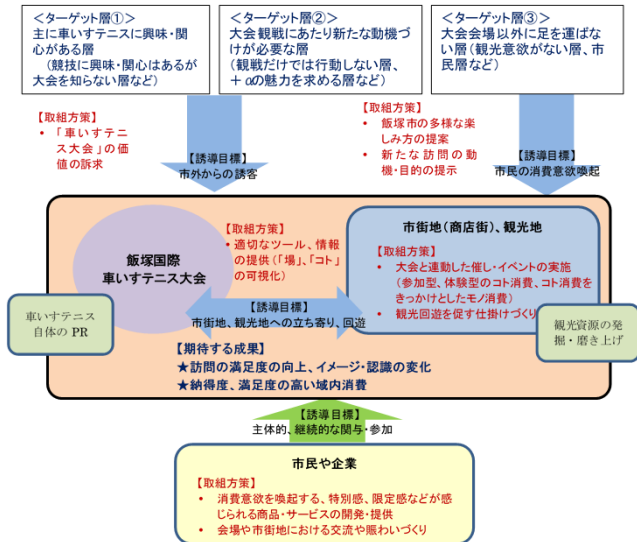 ＜ターゲット層①＞
主に車いすテニスに興味・関
心がある層
（競技に興味・関心はあるが
大会を知らない層など）
＜ターゲット層②＞
大会観戦にあたり新たな動機づ
けが必要な層
（観戦だけでは行動しない層、
＋αの魅力を求める層など）
＜ターゲット層③＞
大会会場以外に足を運ばな
い層（観光意欲がない層、市
民層など）
【取組方策】
• 「車いすテニ
ス大会」の価
値の訴求
【誘導目標】
市外からの誘客
【取組方策】
• 飯塚市の多様な楽
しみ方の提案
• 新たな訪問の動
機・目的の提示
【誘導目標】
市民の消費意欲喚起
飯塚国際
車いすテニス大会
【取組方策】
• 適切なツール、情報
の提供（「場」、「コト」
の可視化）
市街地（商店街）、観光地
【取組方策】
• 大会と連動した催し・イベントの実施
（参加型、体験型のコト消費、コト消費を
きっかけとしたモノ消費）
• 観光回遊を促す仕掛けづくり
車いすテニス
自体の PR
【誘導目標】
市街地、観光地への立ち寄り、回遊
観光資源の発
掘・磨き上げ
【期待する成果】
★訪問の満足度の向上、イメージ・認識の変化
★納得度、満足度の高い域内消費
【誘導目標】
主体的、継続的な関与・参加
市民や企業
【取組方策】
• 消費意欲を喚起する、特別感、限定感などが感
じられる商品・サービスの開発・提供
• 会場や市街地における交流や賑わいづくり